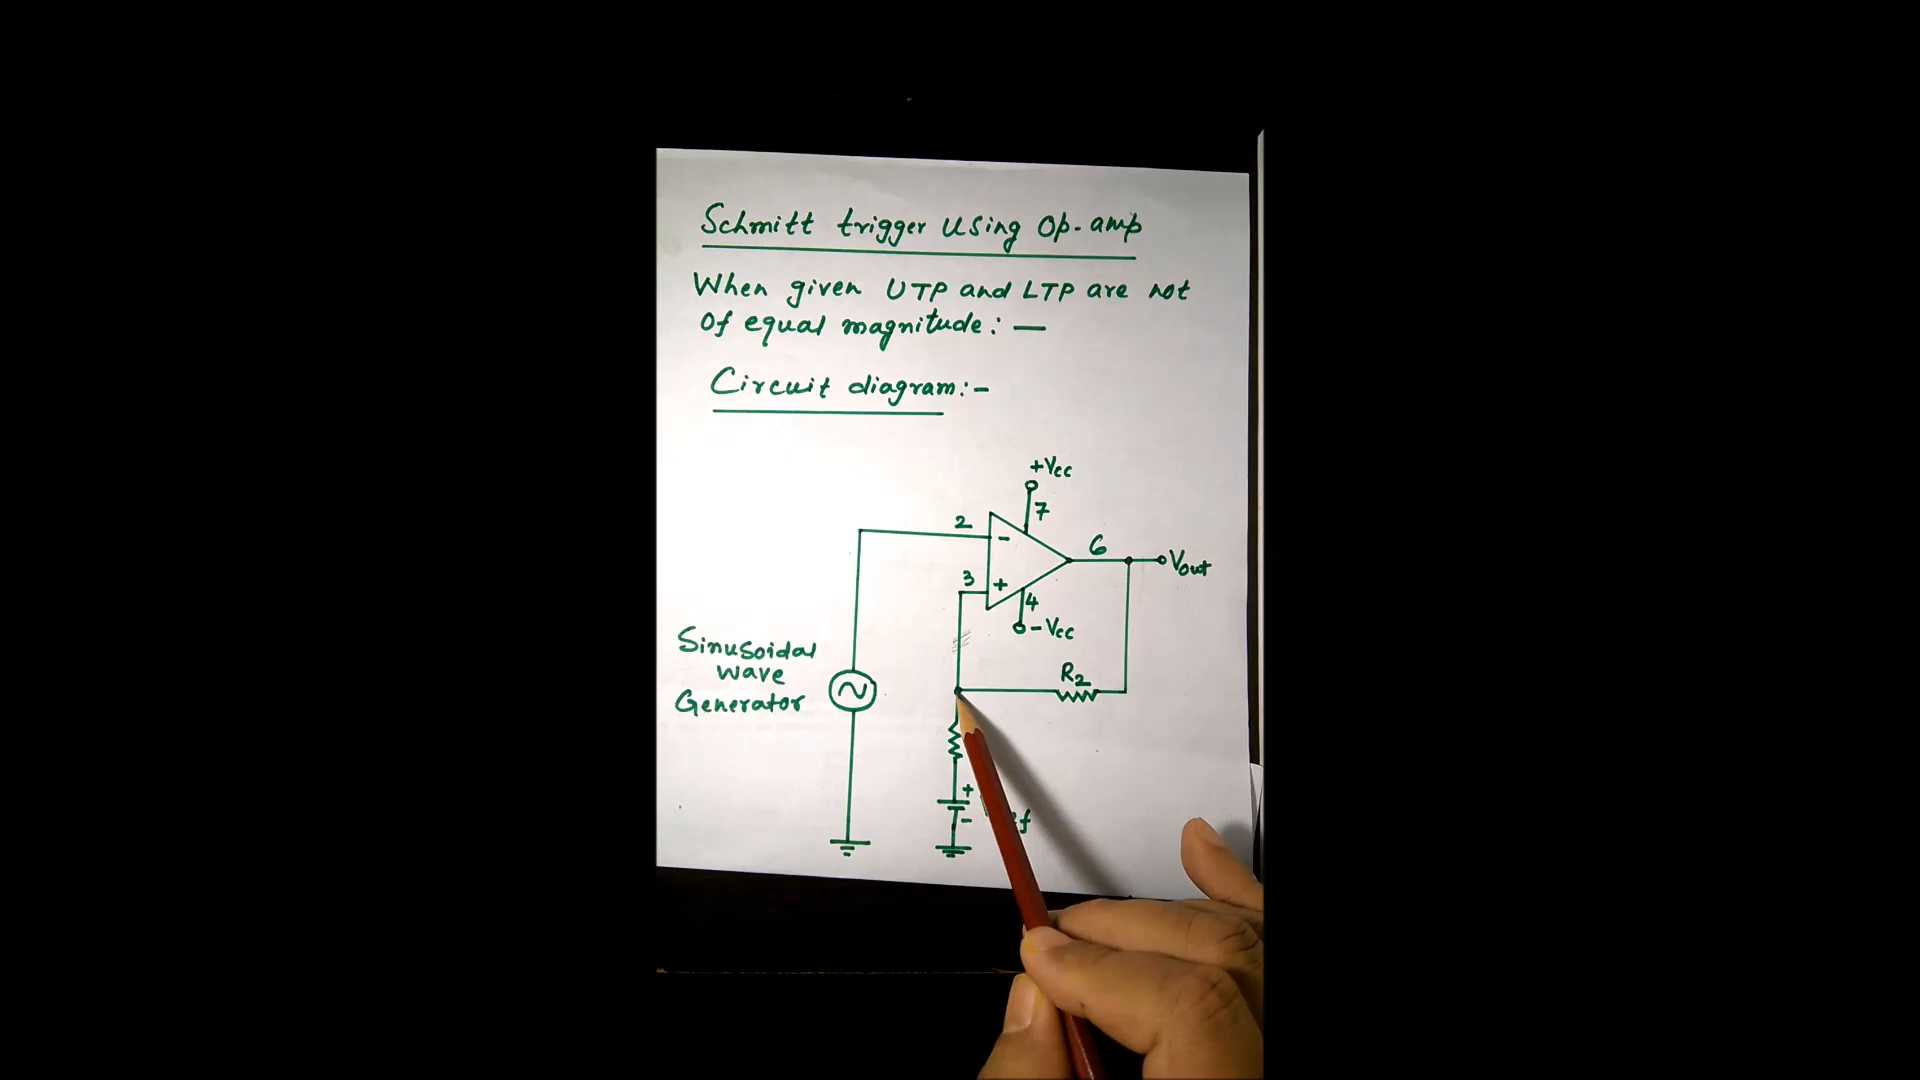 Schmitt trigger Using Op-amp
When given UTP and LTP are not
Of equal magnitude: —
Circuit diagram:-
+Vcc
7
2
-
6
Vout
3
+
4
-Vcc
Sinusoidal
Wave
Generator
R2
+
-